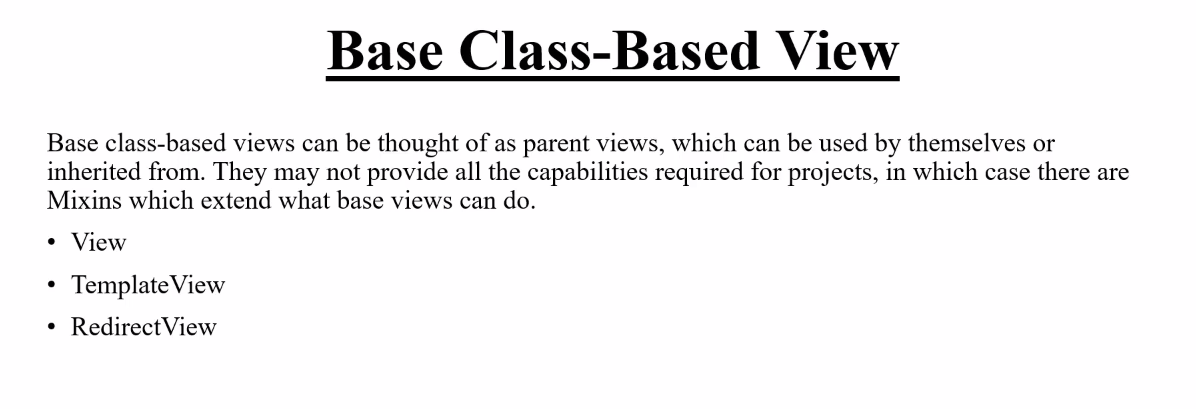 Base Class-Based View
Base class-based views can be thought of as parent views, which can be used by themselves or
inherited from. They may not provide all the capabilities required for projects, in which case there are
Mixins which extend what base views can do.
• View
• TemplateView
• RedirectView